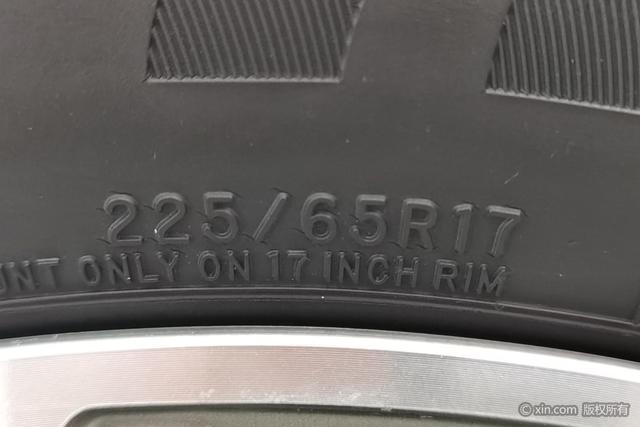 225/65R17
UNT ONLY ON 17 INCH RIM
© xin.com 版权所有